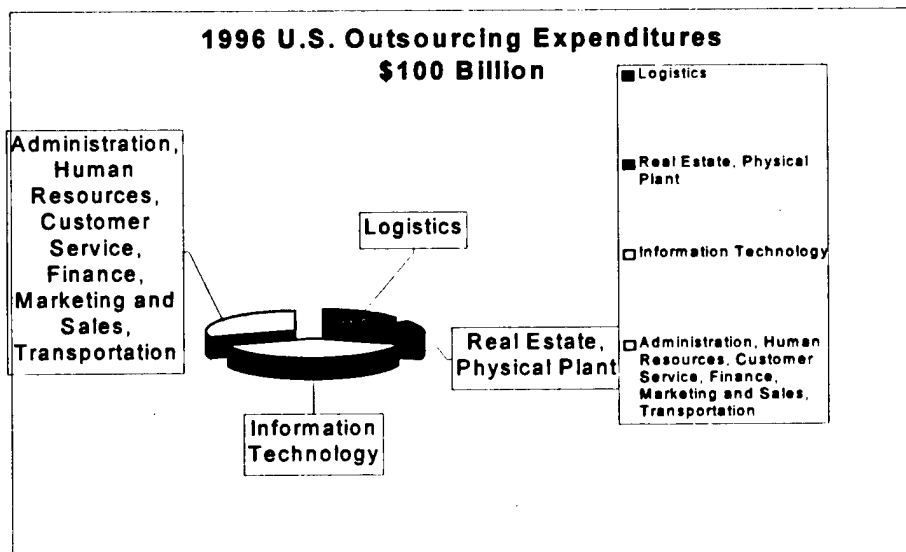 1996 U.S. Outsourcing Expenditures
$100 Billion
Administration,
Human
Resources,
Customer
Service,
Finance,
Marketing and
Sales,
Transportation
Logistics
Real Estate,
Physical Plant
Information
Technology
Logistics
Real Estate, Physical
Plant
Information Technology
Administration, Human
Resources, Customer
Service, Finance,
Marketing and Sales,
Transportation